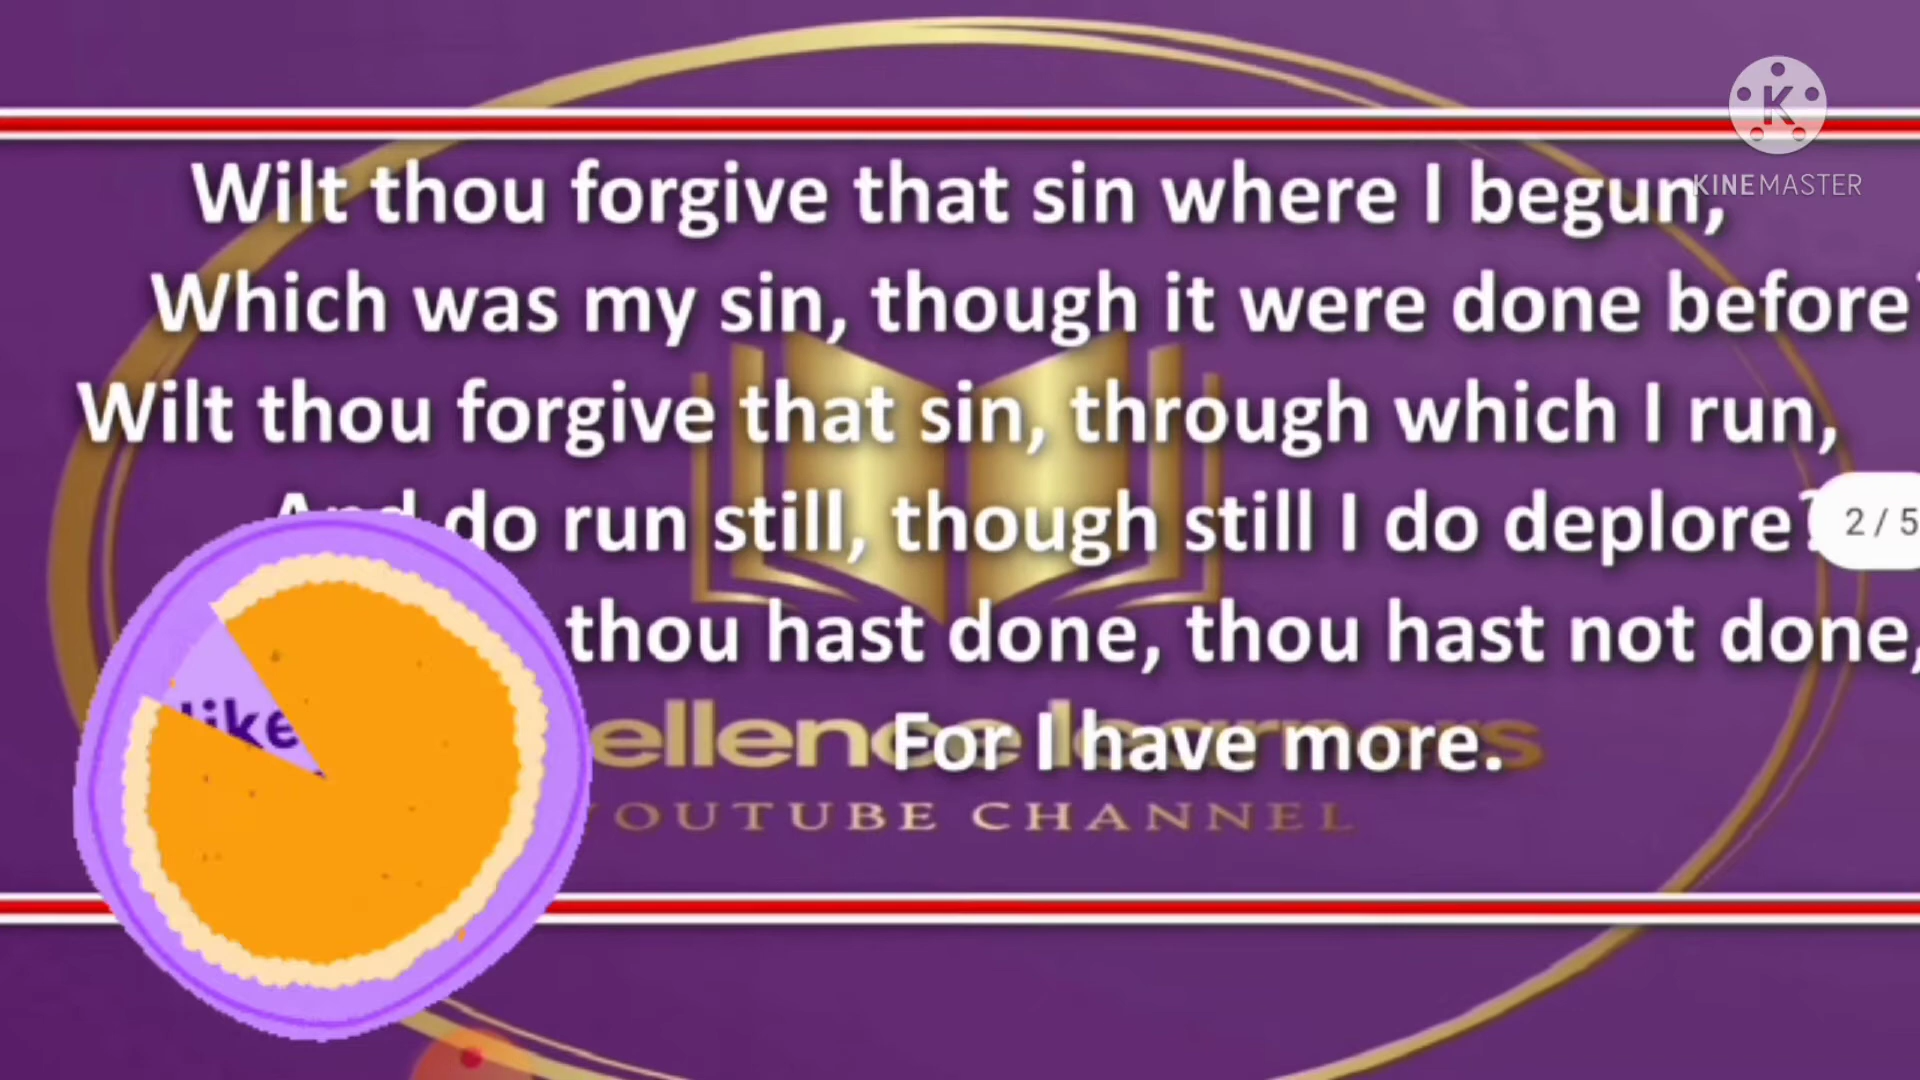 KINEMASTER
Wilt thou forgive that sin where I begun,
Which was my sin, though it were done before?
Wilt thou forgive that sin, through which I run,
And do run still, though still I do deplore?
2 / 5
thou hast done, thou hast not done,
like
For I have more.
CHANNEL